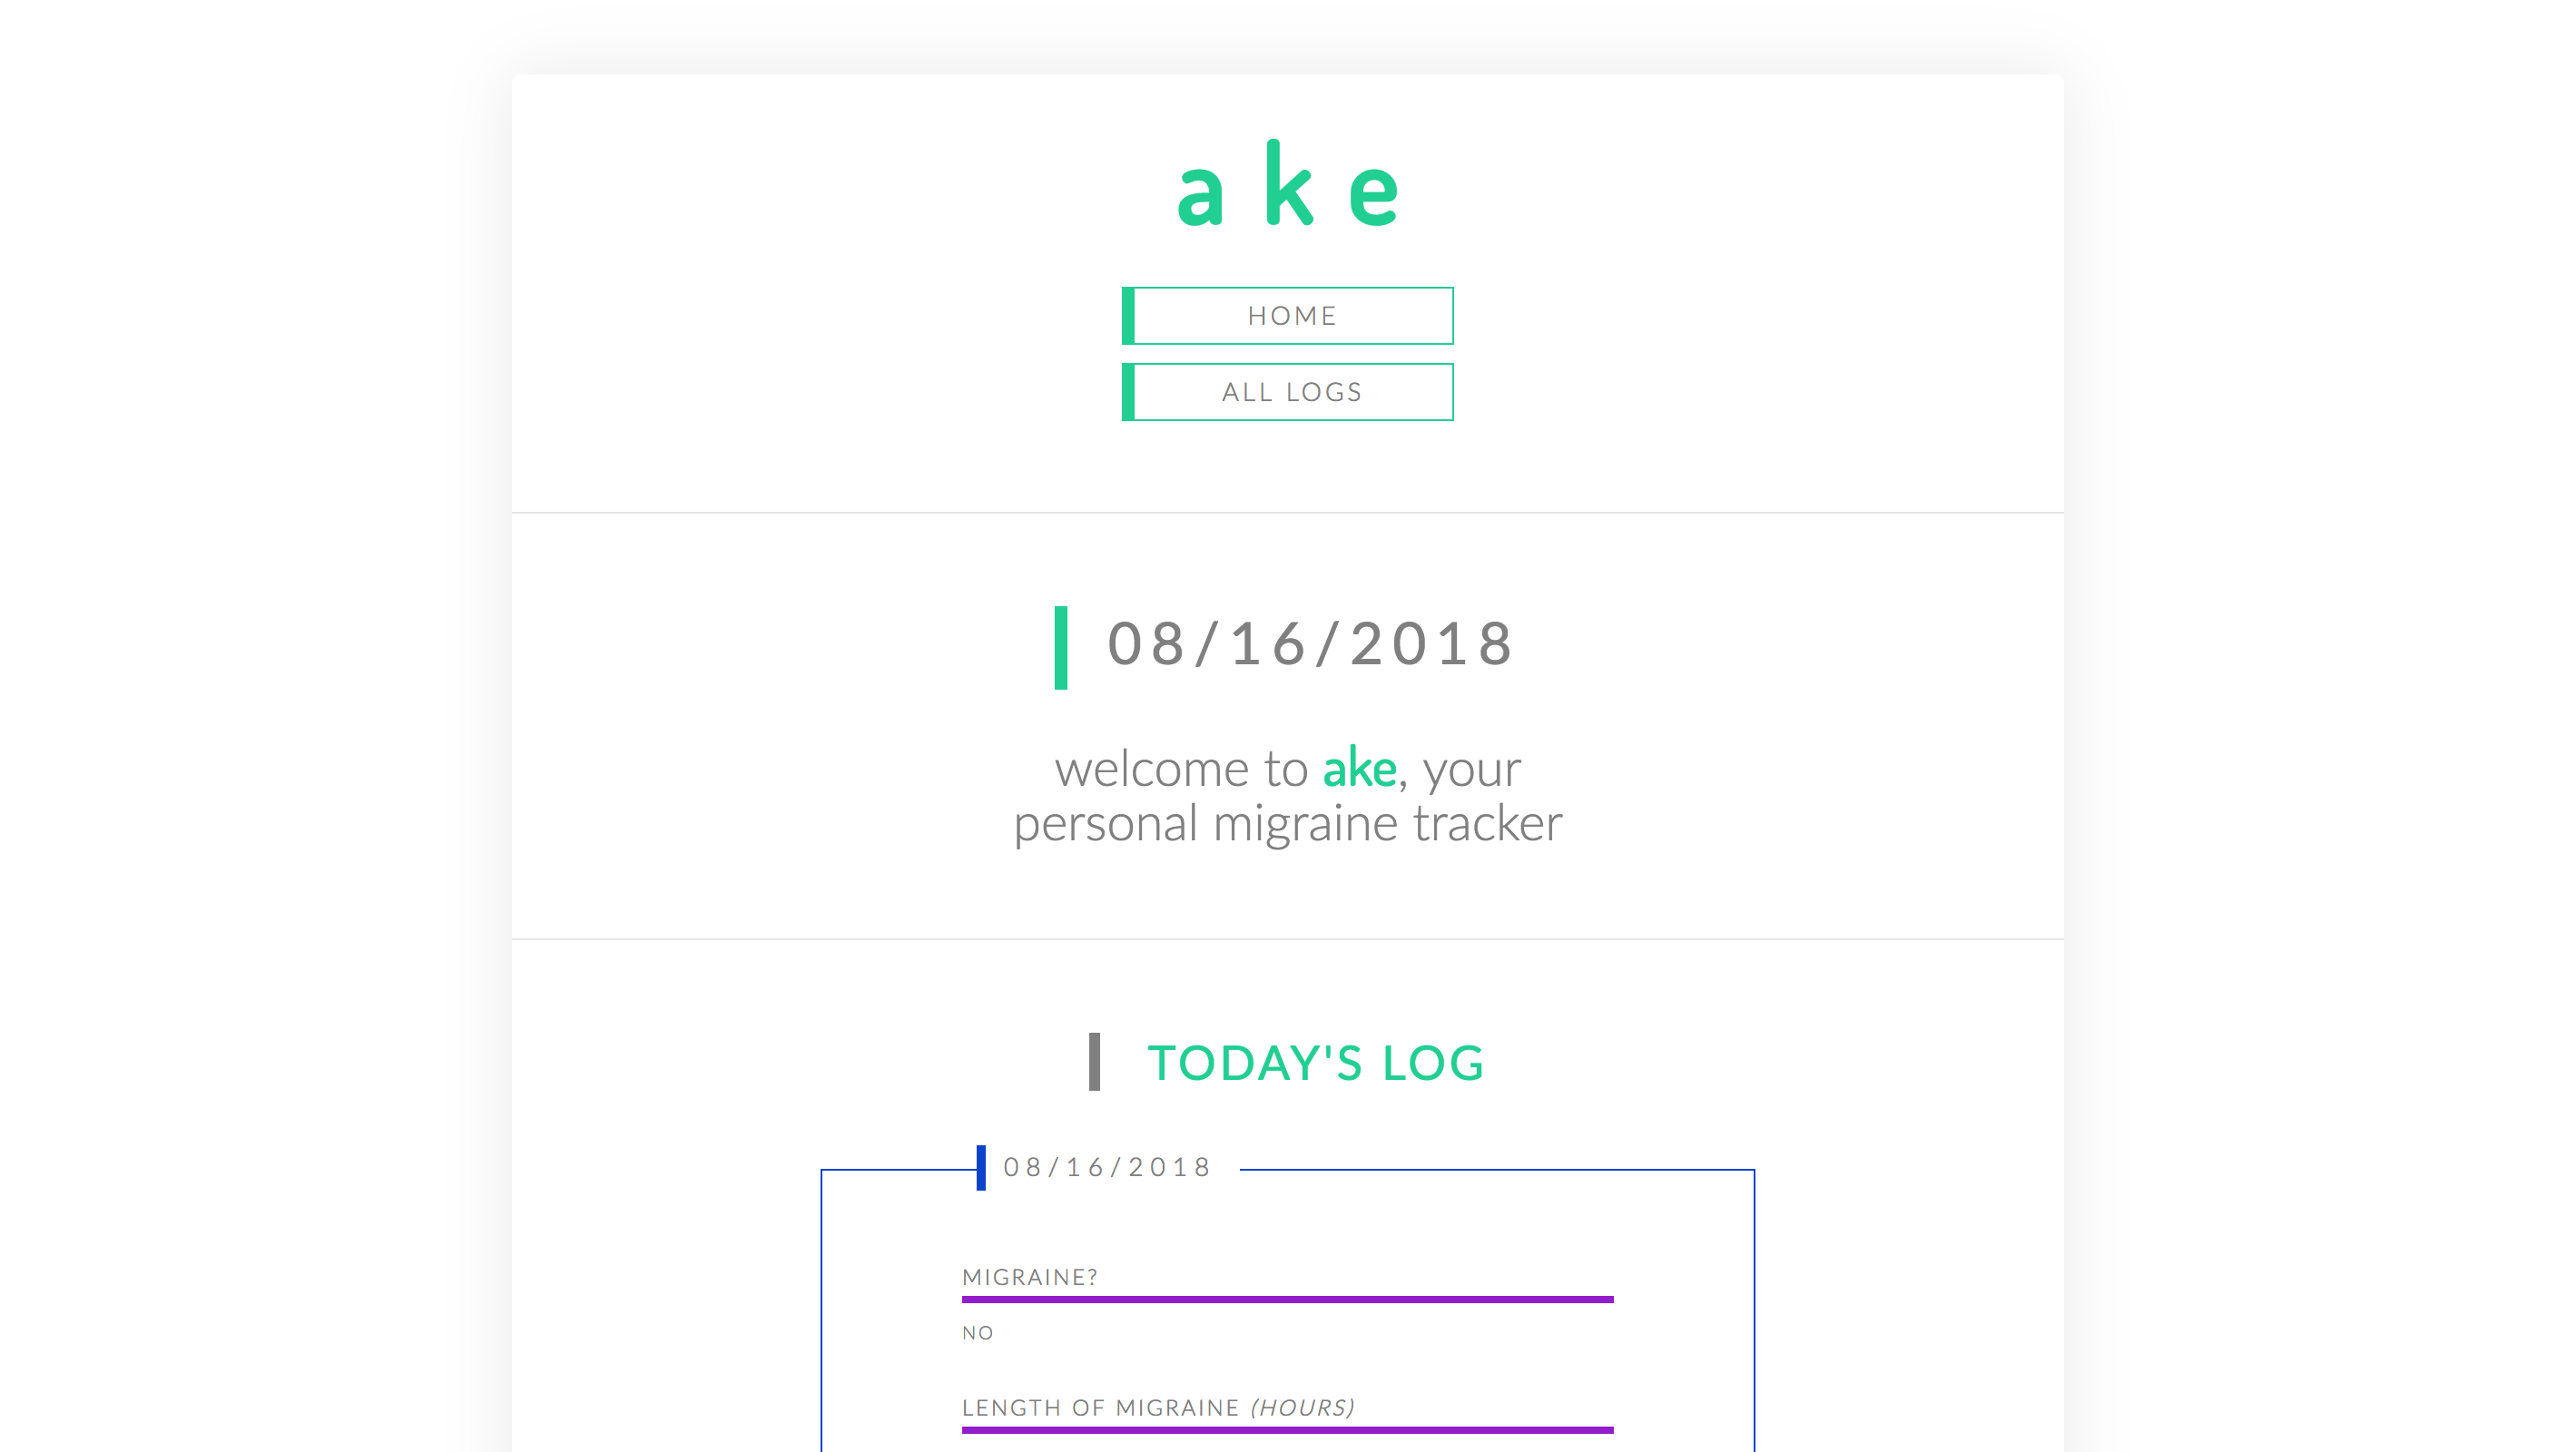 ake
HOME
ALL LOGS
08/16/2018
welcome to ake, your
personal migraine tracker
TODAY'S LOG
08/16/2018
MIGRAINE?
NO
LENGTH OF MIGRAINE (HOURS)